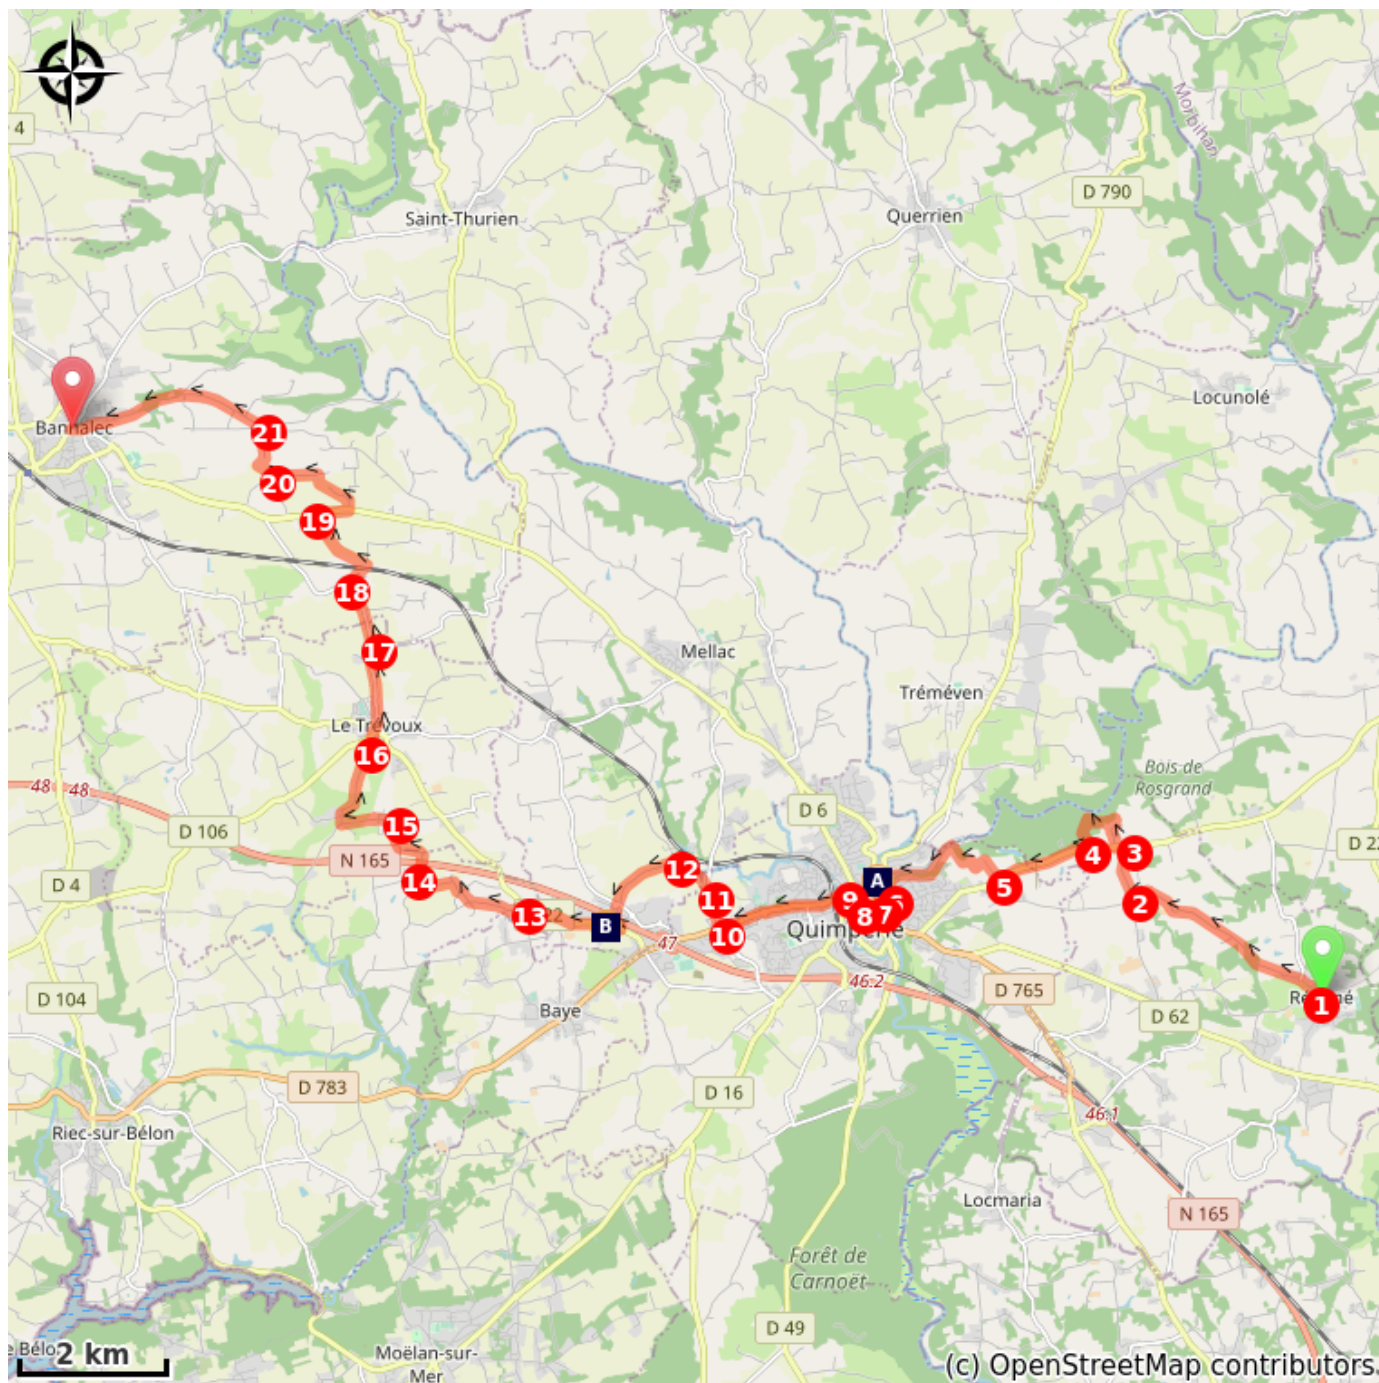 Morbihan
4
D 790
Saint-Thurien
Querrien
Locunolé
Bannalec
21
20
19
18
17
Mellac
Tréméven
Le Trévoux
16
Bois de
Rosgrand
48
48
D 6
15
D 106
N 165
14
D 4
12
A
4
3
5
11
9
8
7
2
13
B
10
47
Quimperlé
46.2
D 765
D 104
Baye
D 62
1
D 783
D 16
46.1
Riec-sur-Bélon
Locmaria
N 165
Forêt de
Carnoët
D 49
Moëlan-sur-
Mer
2 km
(c) OpenStreetMap contributors